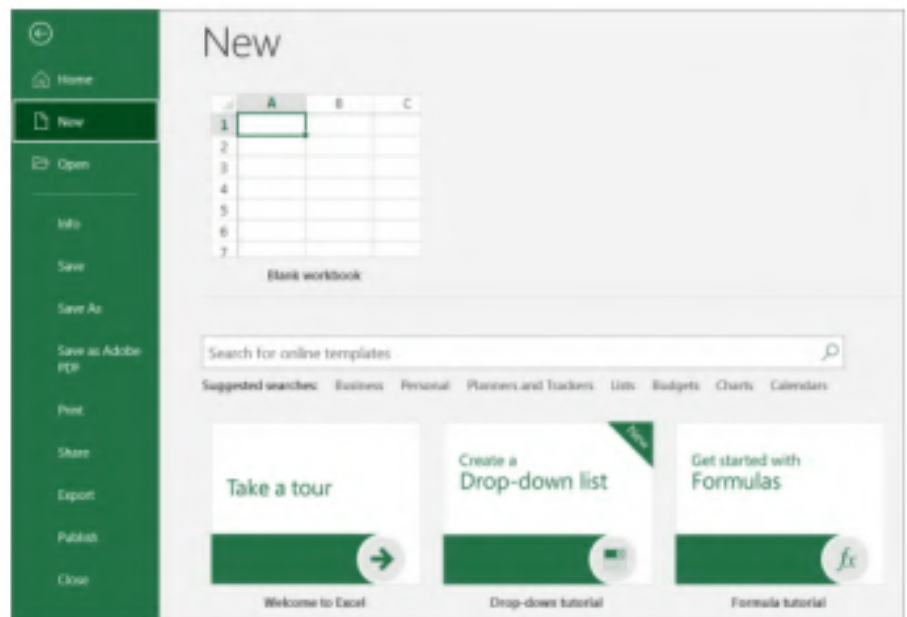 Home
New
Open
Info
Save
Save As
Save as Adobe
PDF
Print
Share
Export
Publish
Close
New
A B C
1
2
3
4
5
6
7
Blank workbook
Search for online templates
Suggested searches: Business Personal Planners and Trackers Lists Budgets Charts Calendars
Take a tour
Welcome to Excel
New
Create a
Drop-down list
Drop-down tutorial
Get started with
Formulas
fx
Formula tutorial